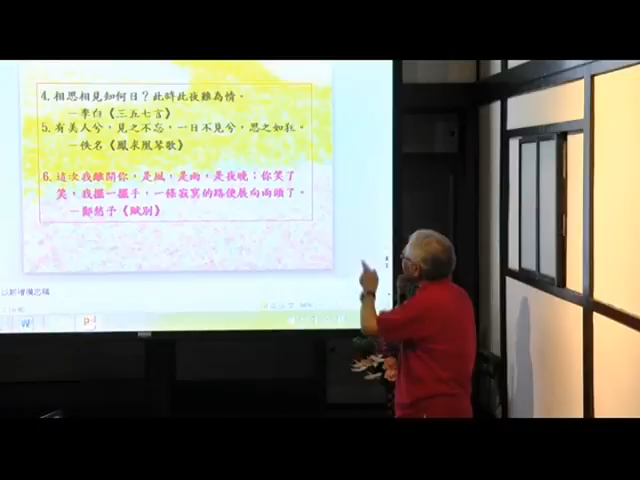 4. 相思相見知何日?此時此夜難為情。
—李白《三五七言》
5. 有美人兮,見之不忘,一日不見兮,思之如狂。
—佚名《鳳求凰琴歌》
6. 這次我離開你,是風,是雨,是夜晚;你笑了
笑,我擺一擺手,一條寂寞的路便展向兩頭了。
—鄭愁予《賦別》